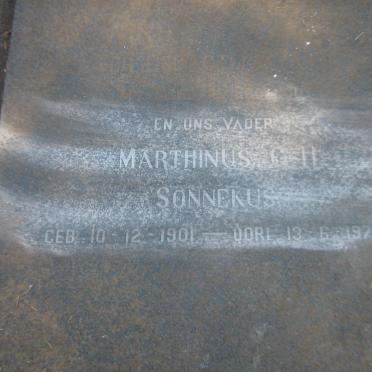 EN ONS VADER
MARTHINUS C H
SONNEKUS
GEB. 10-12-1901 — OORL. 13-6-197